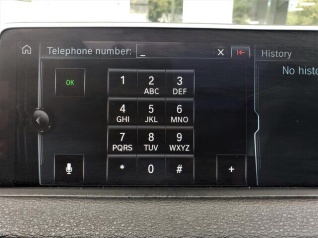 Telephone number: _ X
History
OK
1 2 3
ABC DEF
No histo
4 5 6
GHI JKL MNO
7 8 9
PQRS TUV WXYZ
* 0 # +